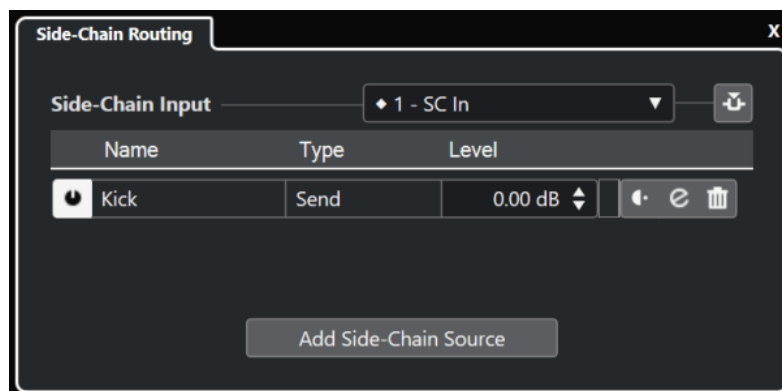 Side-Chain Routing X
Side-Chain Input 1 - SC In
Name Type Level
Kick Send 0.00 dB
Add Side-Chain Source